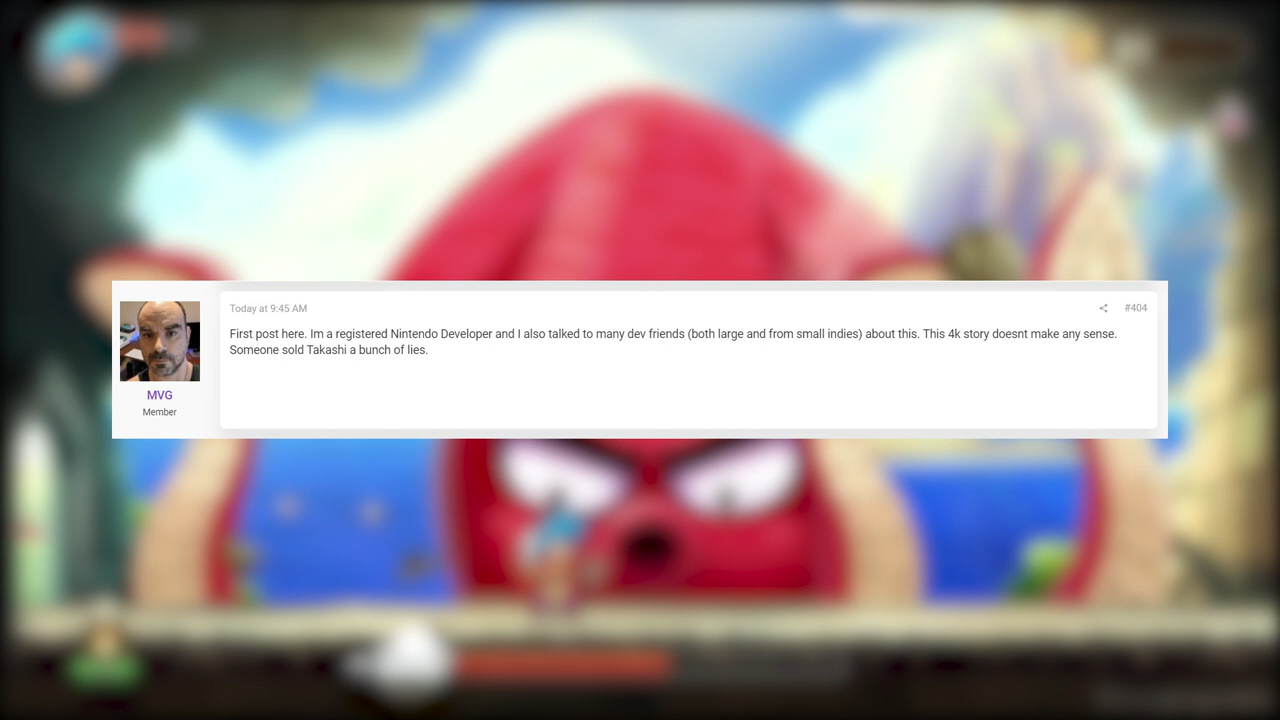 Today at 9:45 AM
#404
First post here. Im a registered Nintendo Developer and I also talked to many dev friends (both large and from small indies) about this. This 4k story doesnt make any sense.
Someone sold Takashi a bunch of lies.
MVG
Member